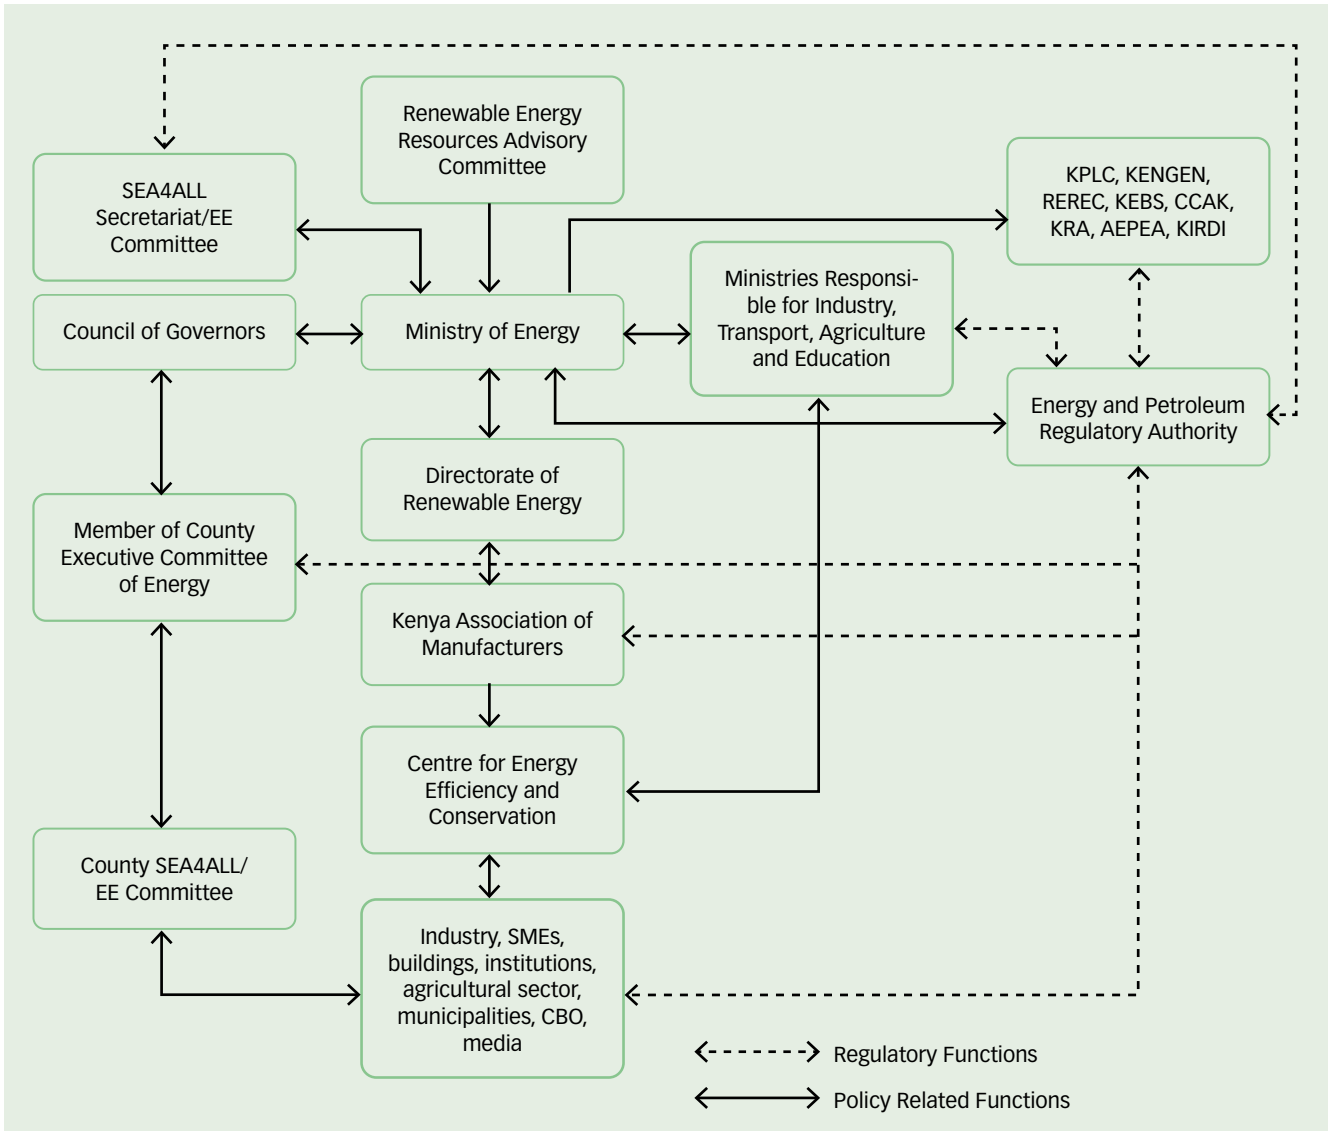 Renewable Energy
Resources Advisory
Committee
SEA4ALL
Secretariat/EE
Committee
KPLC, KENGEN,
REREC, KEBS, CCAK,
KRA, AEPEA, KIRDI
Council of Governors
Ministry of Energy
Ministries Responsi-
ble for Industry,
Transport, Agriculture
and Education
Energy and Petroleum
Regulatory Authority
Directorate of
Renewable Energy
Member of County
Executive Committee
of Energy
Kenya Association of
Manufacturers
Centre for Energy
Efficiency and
Conservation
County SEA4ALL/
EE Committee
Industry, SMEs,
buildings, institutions,
agricultural sector,
municipalities, CBO,
media
Regulatory Functions
Policy Related Functions